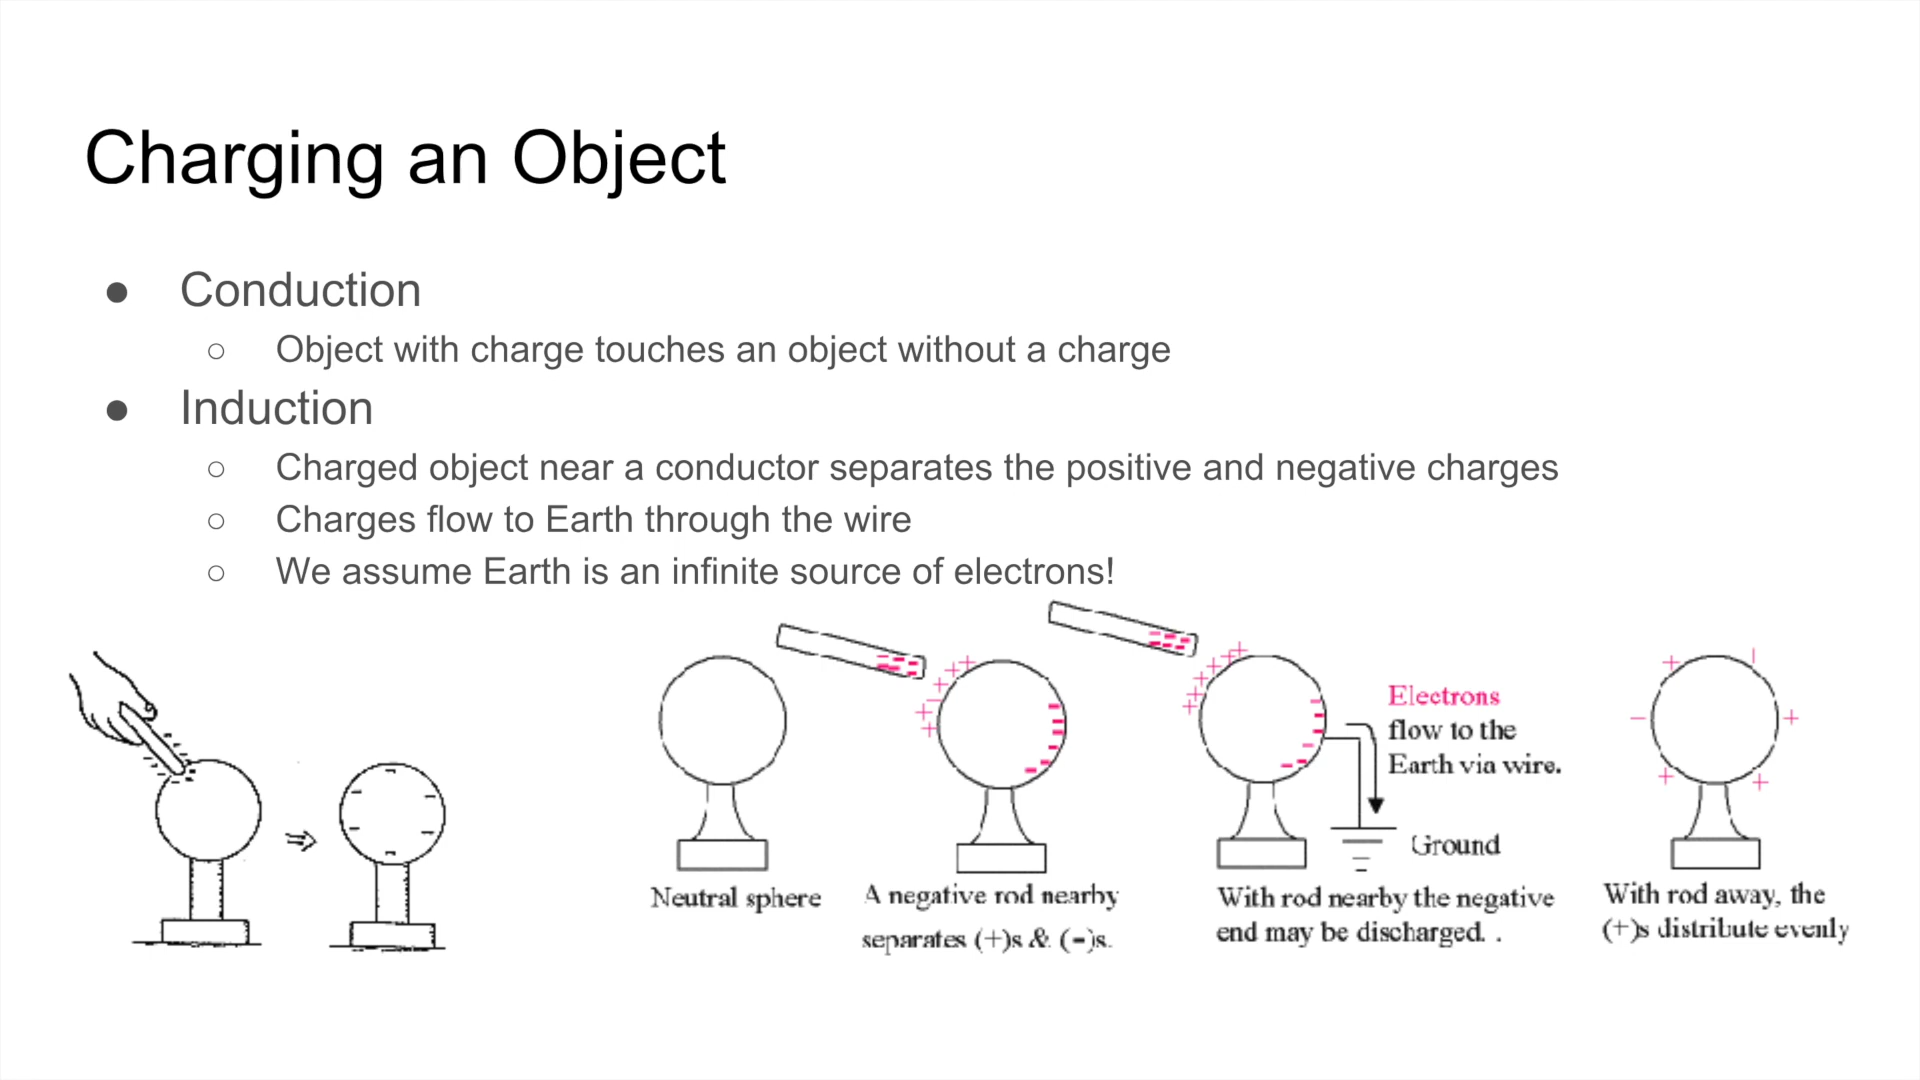 Charging an Object
● Conduction
○ Object with charge touches an object without a charge
● Induction
○ Charged object near a conductor separates the positive and negative charges
○ Charges flow to Earth through the wire
○ We assume Earth is an infinite source of electrons!
Neutral sphere
A negative rod nearby
separates (+)s & (-)s.
Electrons
flow to the
Earth via wire.
Ground
With rod nearby the negative
end may be discharged. .
With rod away, the
(+)s distribute evenly